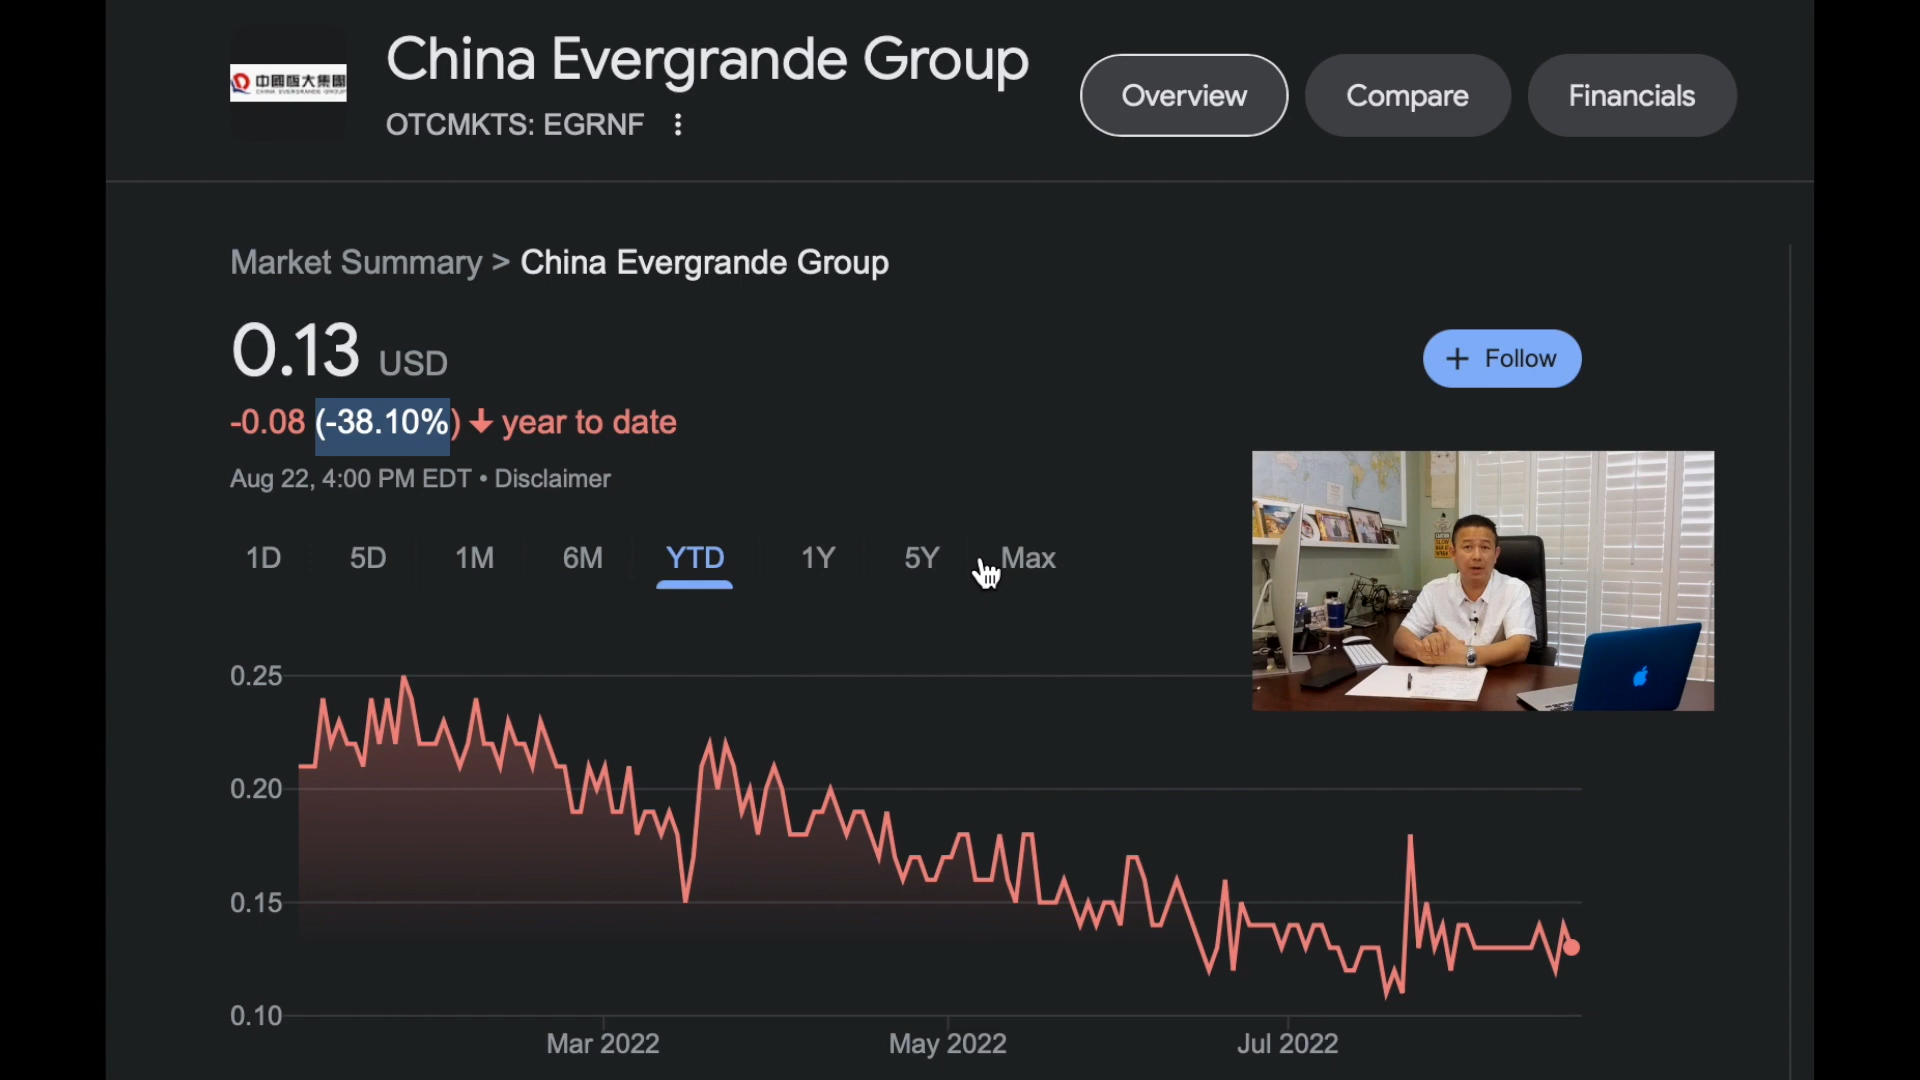 中國恒大集團
CHINA EVERGRANDE GROUP
China Evergrande Group
OTCMKTS: EGRNF
Overview
Compare
Financials
Market Summary > China Evergrande Group
0.13 USD
+ Follow
-0.08 (-38.10%) ↓ year to date
Aug 22, 4:00 PM EDT • Disclaimer
1D 5D 1M 6M YTD 1Y 5Y Max
0.25
0.20
0.15
0.10
Mar 2022 May 2022 Jul 2022